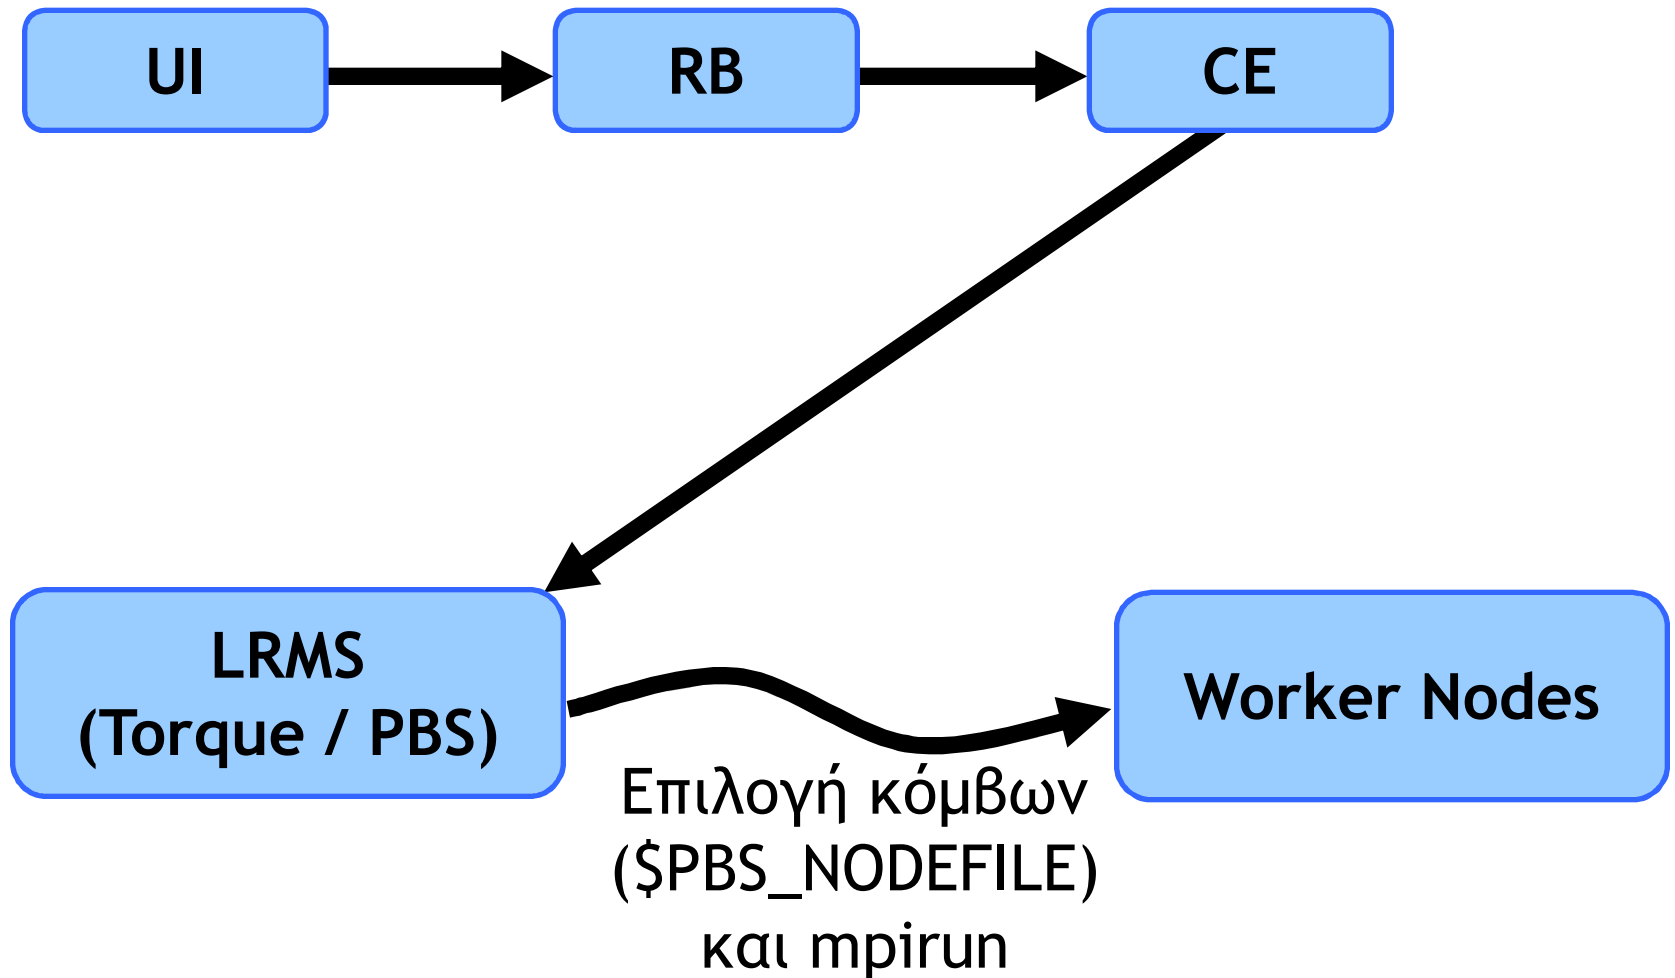 UI
RB
CE
LRMS
(Torque / PBS)
Worker Nodes
Επιλογή κόμβων
($PBS_NODEFILE)
και mpirun